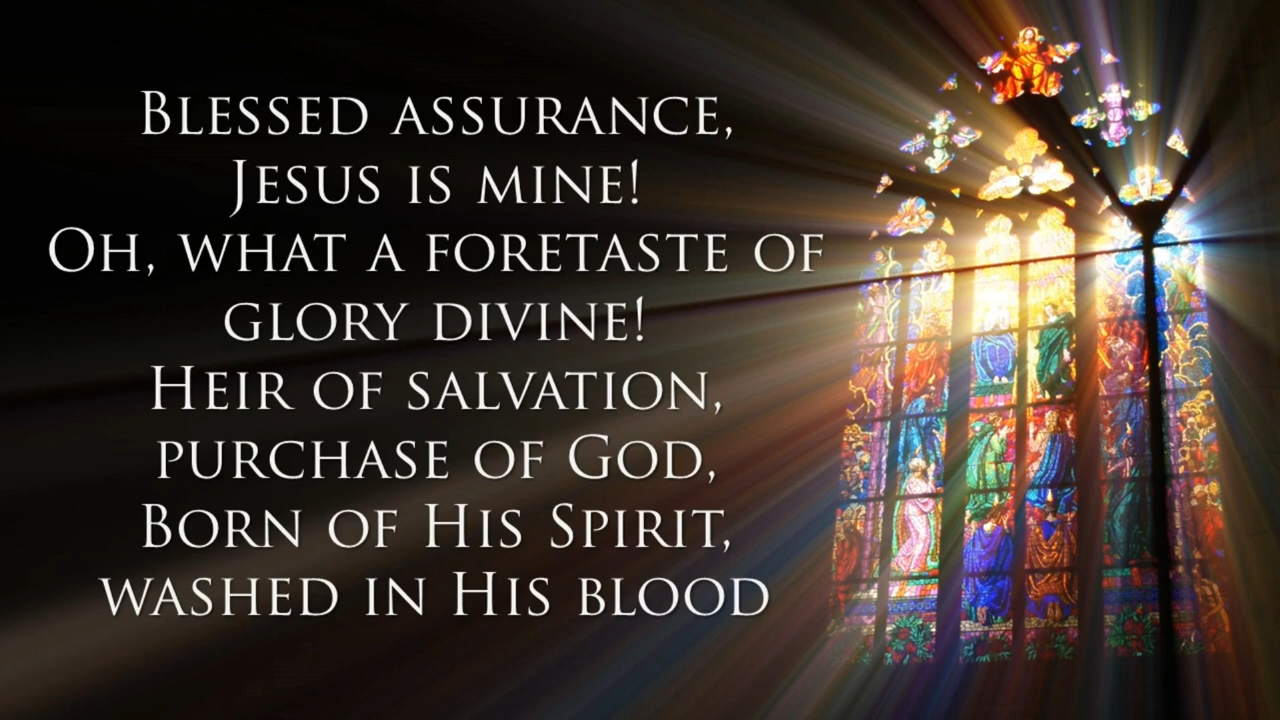 Blessed assurance,
Jesus is mine!
Oh, what a foretaste of
glory divine!
Heir of salvation,
purchase of God,
Born of His Spirit,
washed in His blood